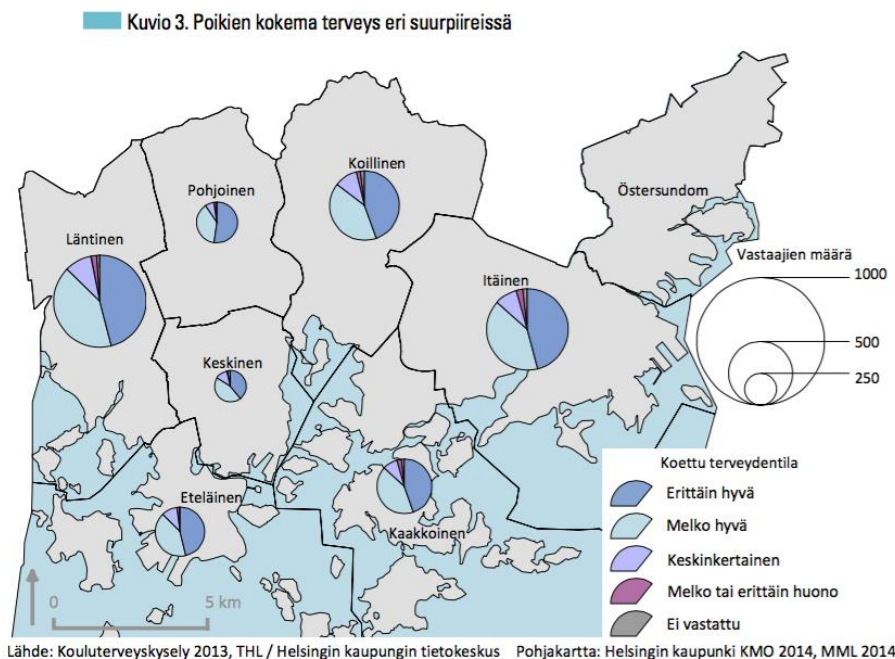 Kuvio 3. Poikien kokema terveys eri suurpiireissä
Koillinen
Pohjoinen
Östersundom
Läntinen
Itäinen
Vastaajien määrä
1000
500
250
Keskinen
Eteläinen
Kaakkoinen
Koettu terveydentila
Erittäin hyvä
Melko hyvä
Keskinkertainen
Melko tai erittäin huono
Ei vastattu
0 5 km
Lähde: Kouluterveyskysely 2013, THL / Helsingin kaupungin tietokeskus Pohjakartta: Helsingin kaupunki KMO 2014, MML 2014